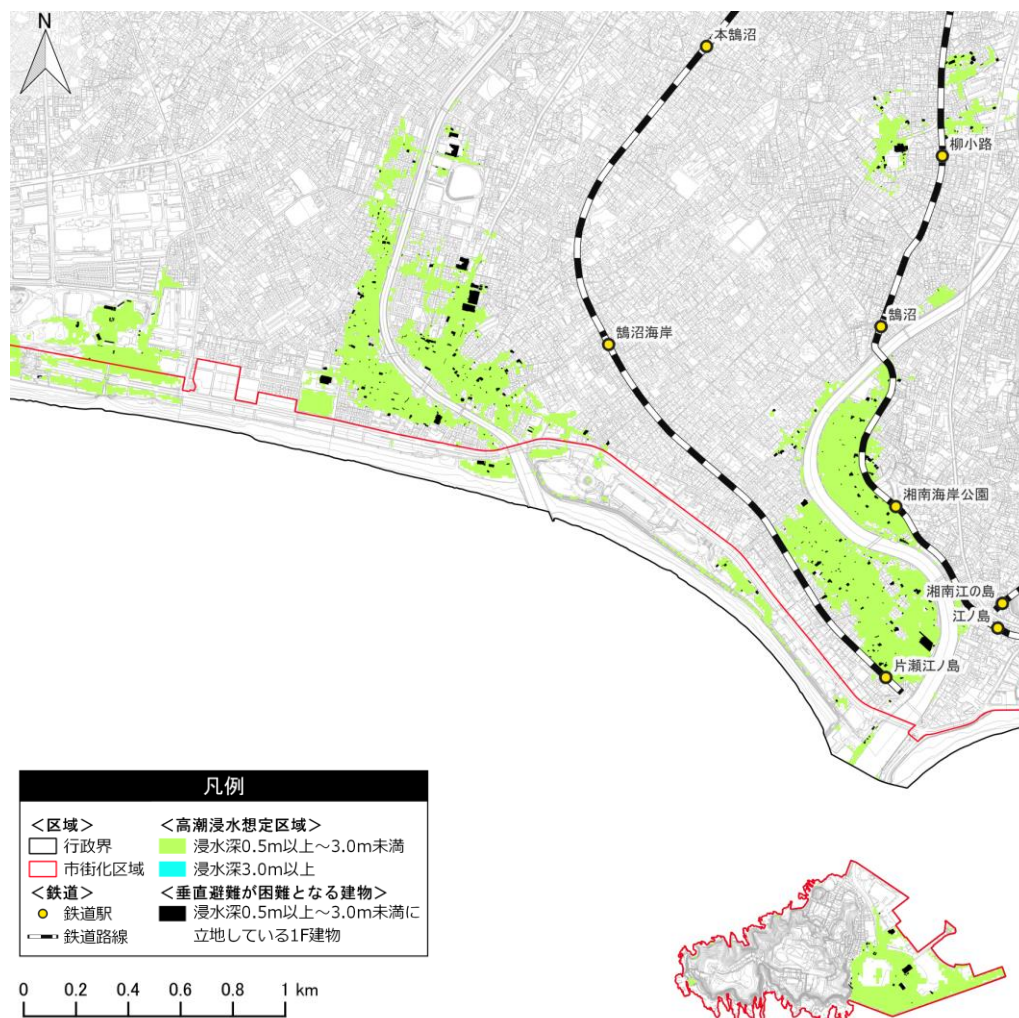 N
本鵠沼
柳小路
鵠沼
鵠沼海岸
湘南海岸公園
湘南江の島
江ノ島
片瀬江ノ島
凡例
＜区域＞
行政界
市街化区域
＜鉄道＞
鉄道駅
鉄道路線
＜高潮浸水想定区域＞
浸水深0.5m以上～3.0m未満
浸水深3.0m以上
＜垂直避難が困難となる建物＞
浸水深0.5m以上～3.0m未満に
立地している1F建物
0 0.2 0.4 0.6 0.8 1 km